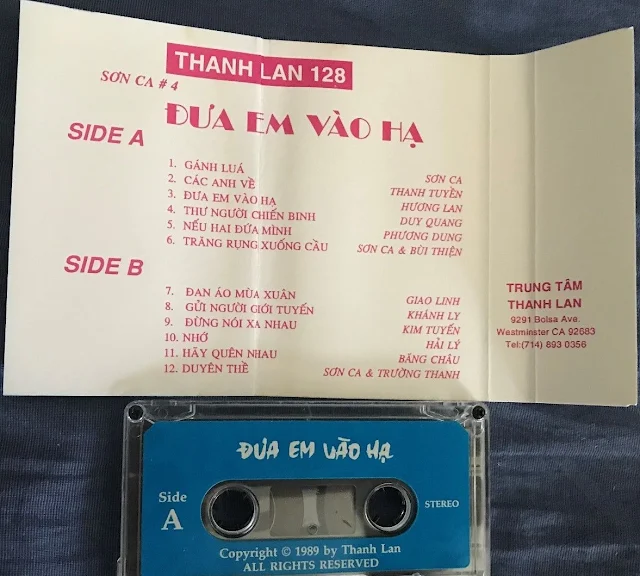 THANH LAN 128
SƠN CA # 4
ĐƯA EM VÀO HẠ
SIDE A
1. GÁNH LUÁ SƠN CA
2. CÁC ANH VỀ THANH TUYỀN
3. ĐƯA EM VÀO HẠ HƯƠNG LAN
4. THƯ NGƯỜI CHIẾN BINH DUY QUANG
5. NẾU HAI ĐỨA MÌNH PHƯƠNG DUNG
6. TRĂNG RỤNG XUỐNG CẦU SƠN CA & BÙI THIỆN
SIDE B
7. ĐAN ÁO MÙA XUÂN GIAO LINH
8. GỬI NGƯỜI GIỚI TUYẾN KHÁNH LY
9. ĐỪNG NÓI XA NHAU KIM TUYẾN
10. NHỚ HẢI LÝ
11. HÃY QUÊN NHAU BĂNG CHÂU
12. DUYÊN THỀ SƠN CA & TRƯỜNG THANH
TRUNG TÂM
THANH LAN
9291 Bolsa Ave.
Westminster CA 92683
Tel:(714) 893 0356
ĐƯA EM VÀO HẠ
Side
A
STEREO
Copyright © 1989 by Thanh Lan
ALL RIGHTS RESERVED